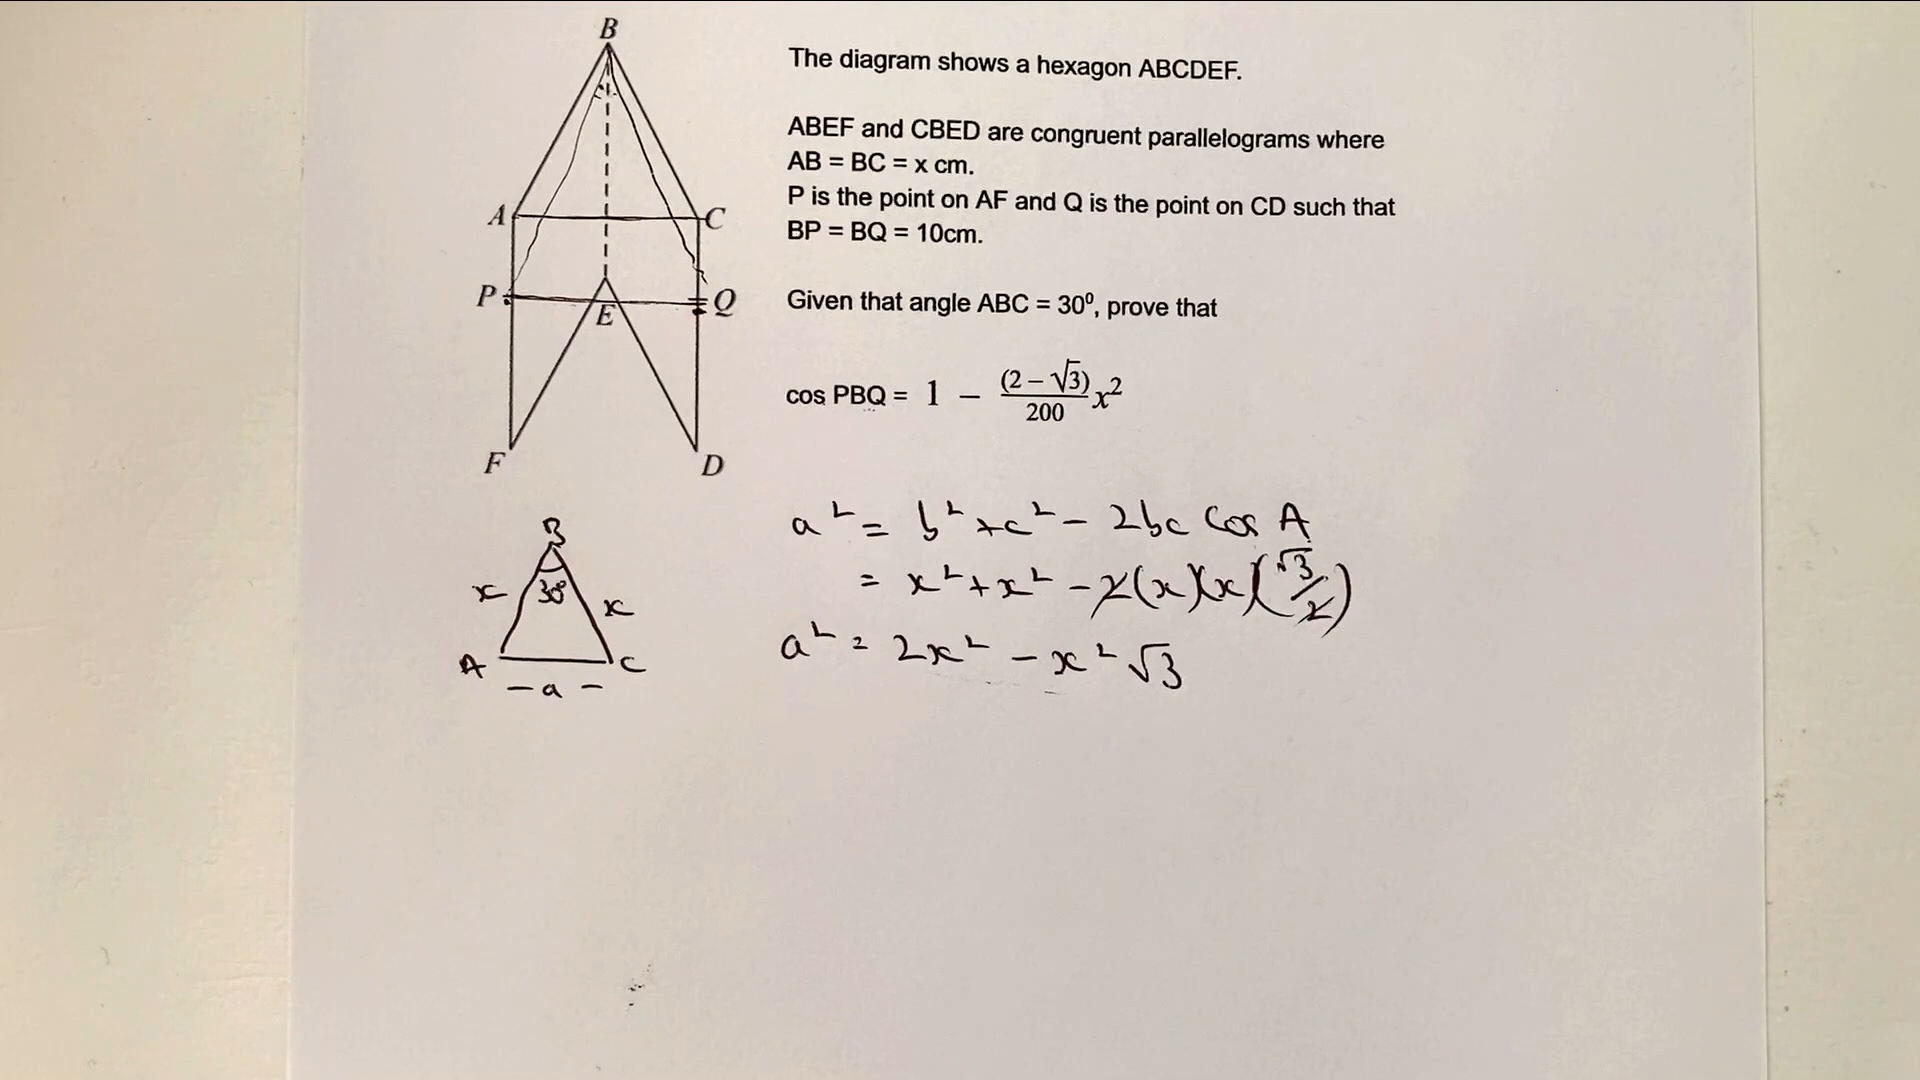 B
The diagram shows a hexagon ABCDEF.
ABEF and CBED are congruent parallelograms where
AB = BC = x cm.
P is the point on AF and Q is the point on CD such that
BP = BQ = 10cm.
A
C
P
Q
E
Given that angle ABC = 30⁰, prove that
cos PBQ = 1 − (2 − √3)/200 x²
F
D
a² = b² + c² − 2bc Cos A
= x² + x² − 2(x)(x)(√3/2)
a² = 2x² − x²√3
B
30°
x
x
A
C
– a –